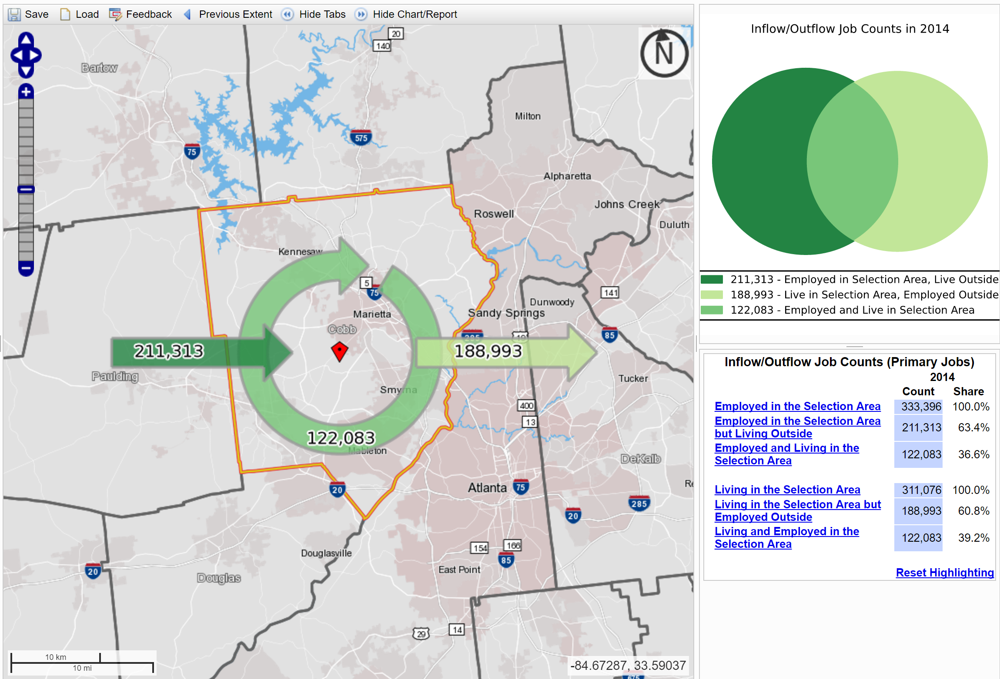 Save Load Feedback Previous Extent Hide Tabs Hide Chart/Report
20
140
N
Bartow
Milton
575
75
Alpharetta
Johns Creek
Roswell
Duluth
Kennesaw
5
75
141
Dunwoody
Marietta
Sandy Springs
Cobb
285
19
85
211,313
188,993
Paulding
Tucker
Smyrna
400
13
122,083
Mableton
DeKalb
Atlanta
75
20
285
20
Douglasville
154
166
85
East Point
20
Douglas
29
14
10 km
10 mi
-84.67287, 33.59037
675
Inflow/Outflow Job Counts in 2014
211,313 - Employed in Selection Area, Live Outside
188,993 - Live in Selection Area, Employed Outside
122,083 - Employed and Live in Selection Area
Inflow/Outflow Job Counts (Primary Jobs)
2014
Count Share
Employed in the Selection Area 333,396 100.0%
Employed in the Selection Area
but Living Outside 211,313 63.4%
Employed and Living in the
Selection Area 122,083 36.6%
Living in the Selection Area 311,076 100.0%
Living in the Selection Area but
Employed Outside 188,993 60.8%
Living and Employed in the
Selection Area 122,083 39.2%
Reset Highlighting